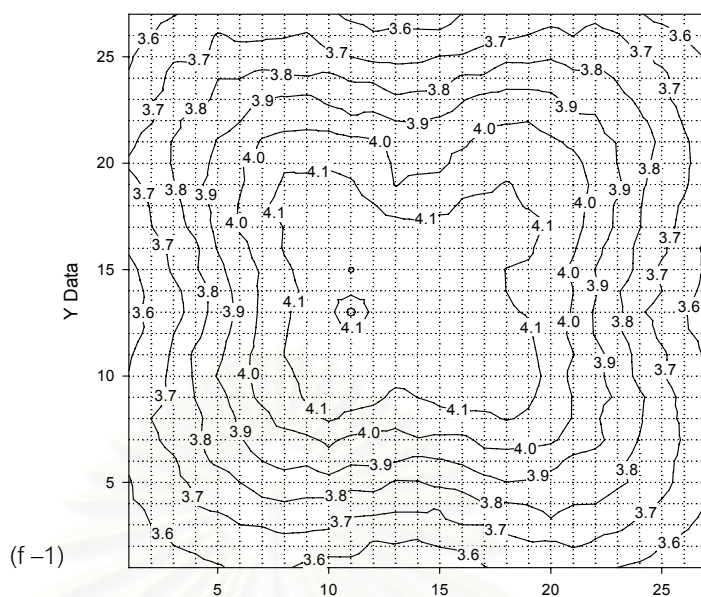 3.6 3.6 3.6
25 3.7 3.7 3.7
3.8 3.8 3.8
3.7 3.9 3.9 3.7
3.9
4.0 4.0
20 3.8
3.7 3.8 4.1 3.9 3.7
3.9 4.1 4.0
4.0 4.1 4.1 3.8
3.7
Y Data
15 4.0 3.9 3.7
4.1
3.6 3.8 3.9 3.6
4.1 4.1 4.0 3.8
3.9
10 4.0
3.7 4.1 4.1 3.7
3.9 4.0 4.0
3.8 3.9 3.9 3.8
5 3.7 3.8 3.8 3.7
3.7 3.7
3.6 3.6 3.6 3.6
(f –1)
5 10 15 20 25